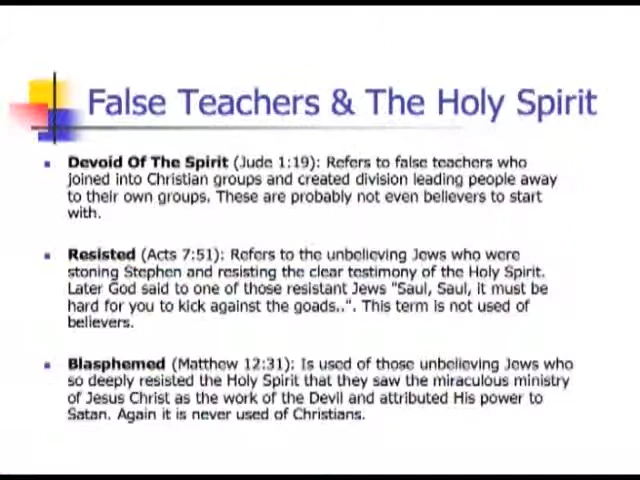 False Teachers & The Holy Spirit
Devoid Of The Spirit (Jude 1:19): Refers to false teachers who
joined into Christian groups and created division leading people away
to their own groups. These are probably not even believers to start
with.
Resisted (Acts 7:51): Refers to the unbelieving Jews who were
stoning Stephen and resisting the clear testimony of the Holy Spirit.
Later God said to one of those resistant Jews "Saul, Saul, it must be
hard for you to kick against the goads..". This term is not used of
believers.
Blasphemed (Matthew 12:31): Is used of those unbelieving Jews who
so deeply resisted the Holy Spirit that they saw the miraculous ministry
of Jesus Christ as the work of the Devil and attributed His power to
Satan. Again it is never used of Christians.